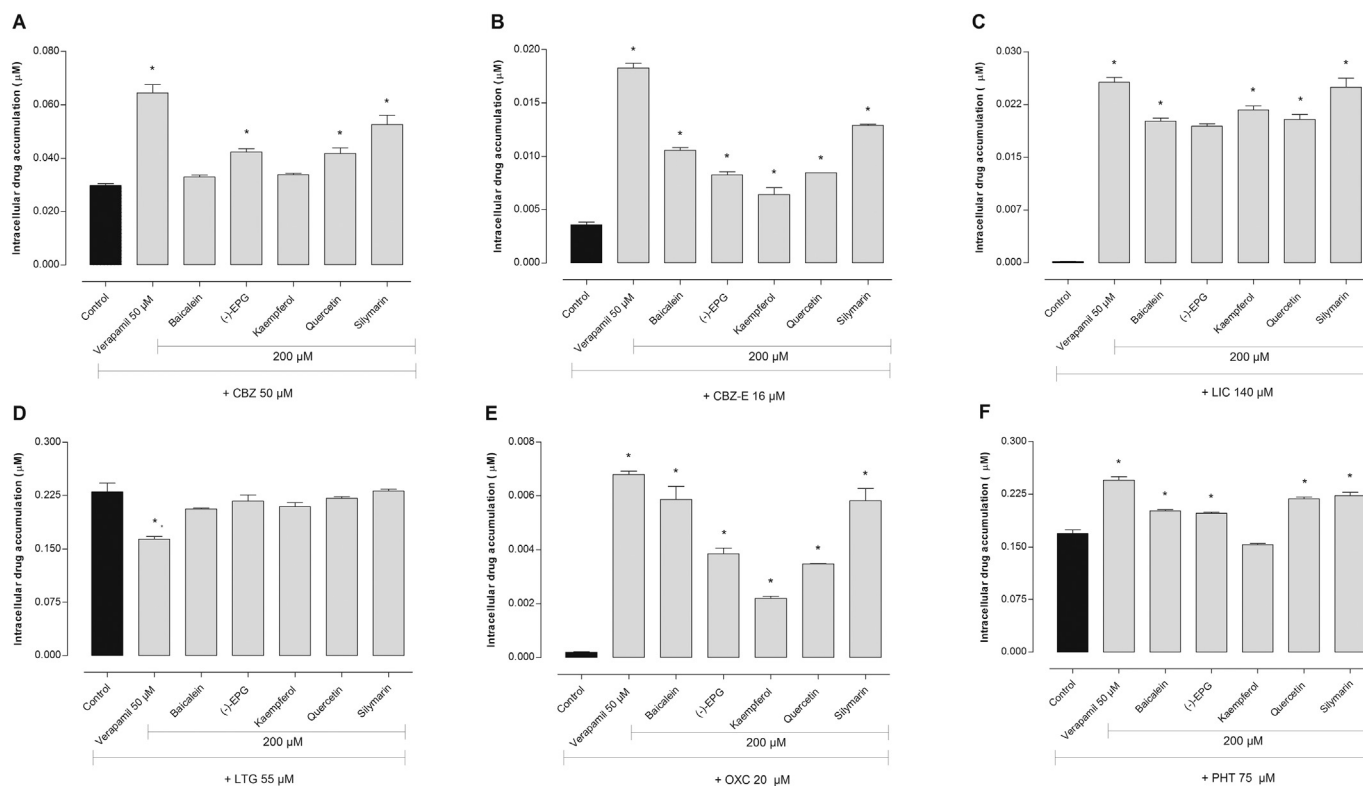 A
Intracellular drug accumulation (μM)
0.080
0.060
0.040
0.020
0.000
*
*
*
*
Control
Verapamil 50 μM
Baicalein
(-)-EPG
Kaempferol
Quercetin
Silymarin
200 μM
+ CBZ 50 μM
B
Intracellular drug accumulation (μM)
0.020
0.015
0.010
0.005
0.000
*
*
*
*
*
*
Control
Verapamil 50 μM
Baicalein
(-)-EPG
Kaempferol
Quercetin
Silymarin
200 μM
+ CBZ-E 16 μM
C
Intracellular drug accumulation ( μM)
0.030
0.022
0.015
0.007
0.000
*
*
*
*
*
Control
Verapamil 50 μM
Baicalein
(-)-EPG
Kaempferol
Quercetin
Silymarin
200 μM
+ LIC 140 μM
D
Intracellular drug accumulation (μM)
0.300
0.225
0.150
0.075
0.000
*
Control
Verapamil 50 μM
Baicalein
(-)-EPG
Kaempferol
Quercetin
Silymarin
200 μM
+ LTG 55 μM
E
Intracellular drug accumulation ( μM)
0.008
0.006
0.004
0.002
0.000
*
*
*
*
*
*
Control
Verapamil 50 μM
Baicalein
(-)-EPG
Kaempferol
Quercetin
Silymarin
200 μM
+ OXC 20 μM
F
Intracellular drug accumulation ( μM)
0.300
0.225
0.150
0.075
0.000
*
*
*
*
*
Control
Verapamil 50 μM
Baicalein
(-)-EPG
Kaempferol
Quercetin
Silymarin
200 μM
+ PHT 75 μM